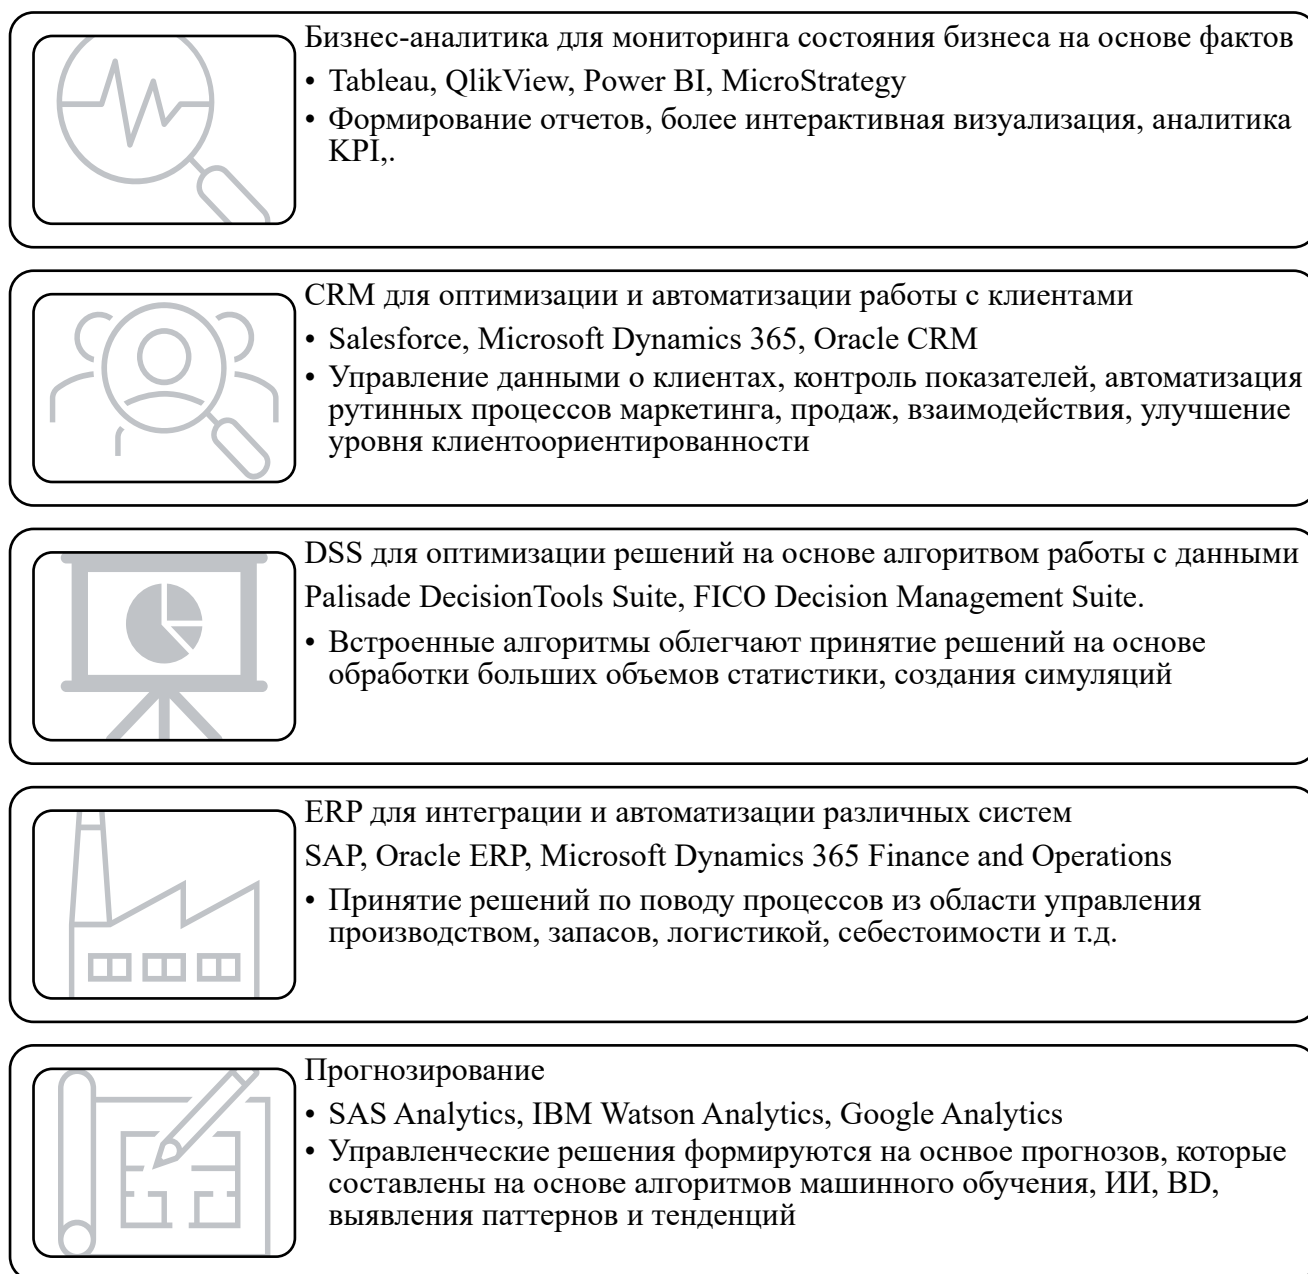 Бизнес-аналитика для мониторинга состояния бизнеса на основе фактов
• Tableau, QlikView, Power BI, MicroStrategy
• Формирование отчетов, более интерактивная визуализация, аналитика
KPI,.
CRM для оптимизации и автоматизации работы с клиентами
• Salesforce, Microsoft Dynamics 365, Oracle CRM
• Управление данными о клиентах, контроль показателей, автоматизация
рутинных процессов маркетинга, продаж, взаимодействия, улучшение
уровня клиентоориентированности
DSS для оптимизации решений на основе алгоритвом работы с данными
Palisade DecisionTools Suite, FICO Decision Management Suite.
• Встроенные алгоритмы облегчают принятие решений на основе
обработки больших объемов статистики, создания симуляций
ERP для интеграции и автоматизации различных систем
SAP, Oracle ERP, Microsoft Dynamics 365 Finance and Operations
• Принятие решений по поводу процессов из области управления
производством, запасов, логистикой, себестоимости и т.д.
Прогнозирование
• SAS Analytics, IBM Watson Analytics, Google Analytics
• Управленческие решения формируются на оснвое прогнозов, которые
составлены на основе алгоритмов машинного обучения, ИИ, BD,
выявления паттернов и тенденций